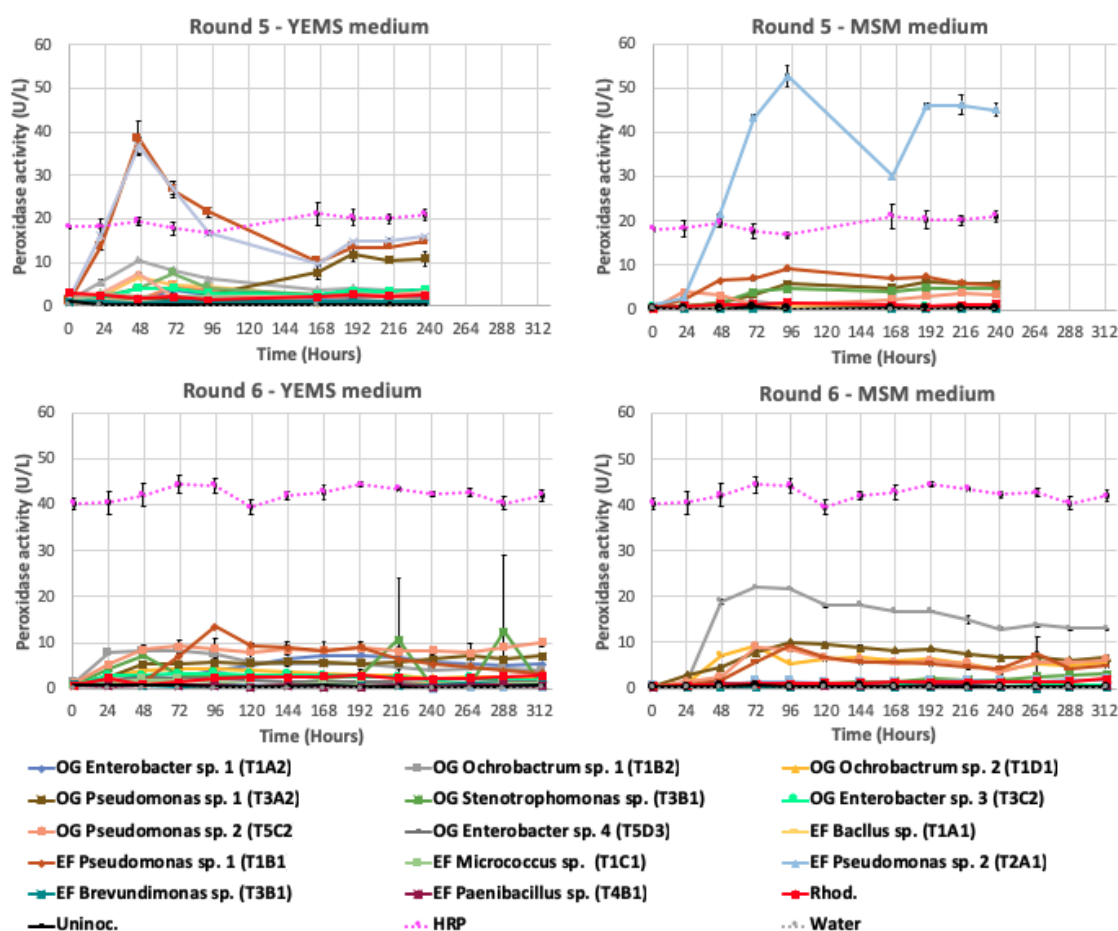 Round 5 - YEMS medium
Peroxidase activity (U/L)
60
50
40
30
20
10
0
0 24 48 72 96 168 192 216 240 288 312
Time (Hours)
Round 5 - MSM medium
Peroxidase activity (U/L)
60
50
40
30
20
10
0
0 24 48 72 96 168 192 216 240 288 312
Time (Hours)
Round 6 - YEMS medium
Peroxidase activity (U/L)
60
50
40
30
20
10
0
0 24 48 72 96 120 144 168 192 216 240 264 288 312
Time (Hours)
Round 6 - MSM medium
Peroxidase activity (U/L)
60
50
40
30
20
10
0
0 24 48 72 96 120 144 168 192 216 240 264 288 312
Time (Hours)
OG Enterobacter sp. 1 (T1A2) OG Ochrobactrum sp. 1 (T1B2) OG Ochrobactrum sp. 2 (T1D1)
OG Pseudomonas sp. 1 (T3A2) OG Stenotrophomonas sp. (T3B1) OG Enterobacter sp. 3 (T3C2)
OG Pseudomonas sp. 2 (T5C2 OG Enterobacter sp. 4 (T5D3) EF Bacllus sp. (T1A1)
EF Pseudomonas sp. 1 (T1B1 EF Micrococcus sp. (T1C1) EF Pseudomonas sp. 2 (T2A1)
EF Brevundimonas sp. (T3B1) EF Paenibacillus sp. (T4B1) Rhod.
Uninoc. HRP Water